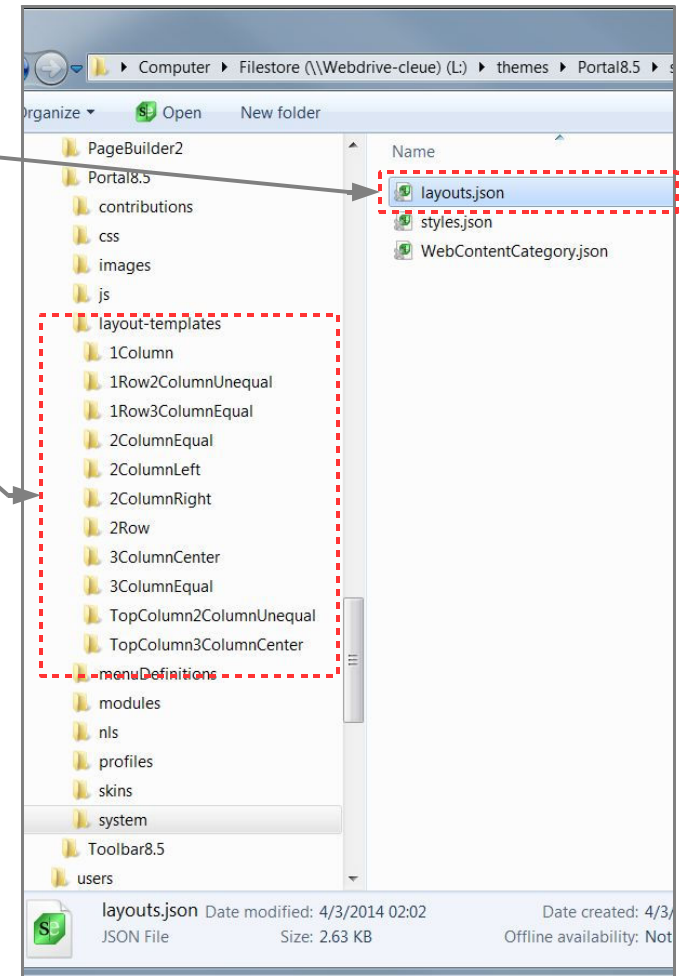 Computer Filestore (\\Webdrive-cleue) (L:) themes Portal8.5 s
Organize Open New folder
PageBuilder2
Portal8.5
contributions
css
images
js
layout-templates
1Column
1Row2ColumnUnequal
1Row3ColumnEqual
2ColumnEqual
2ColumnLeft
2ColumnRight
2Row
3ColumnCenter
3ColumnEqual
TopColumn2ColumnUnequal
TopColumn3ColumnCenter
menuDefinitions
modules
nls
profiles
skins
system
Toolbar8.5
users
Name
layouts.json
styles.json
WebContentCategory.json
layouts.json Date modified: 4/3/2014 02:02 Date created: 4/3/
JSON File Size: 2.63 KB Offline availability: Not